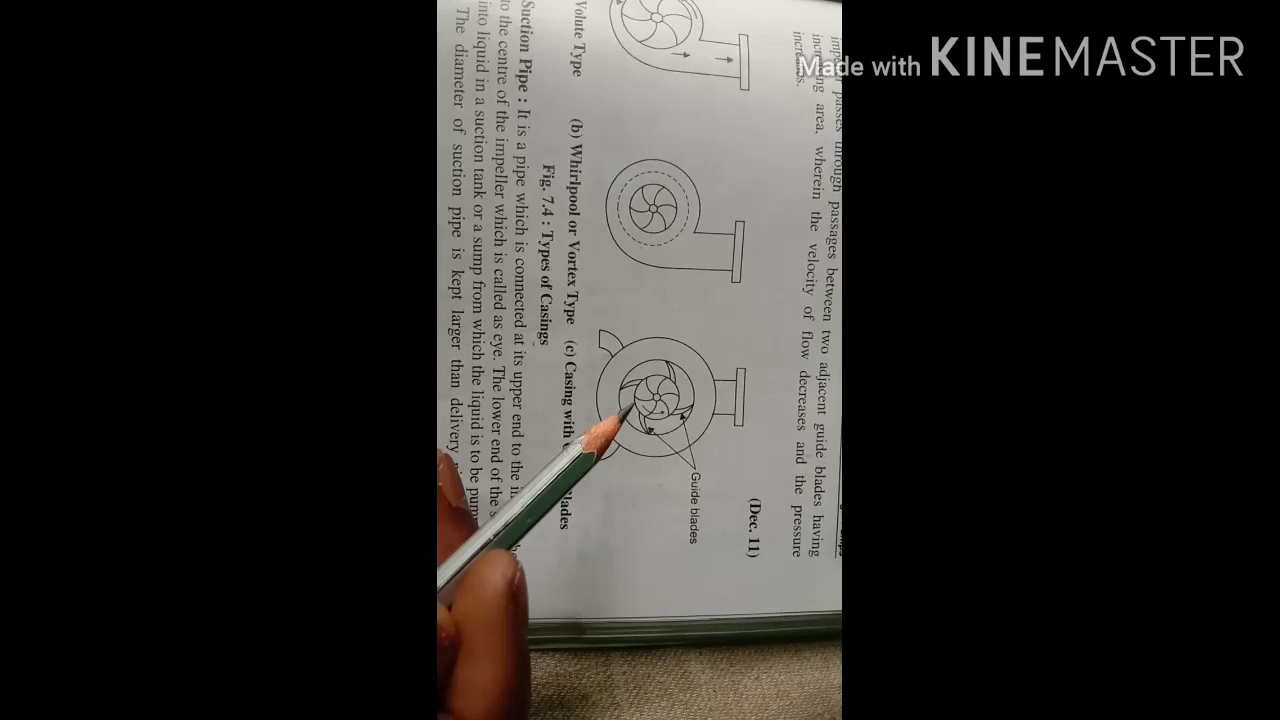 Made with KINEMASTER
impeller passes through passages between two adjacent guide blades having
increasing area, wherein the velocity of flow decreases and the pressure
increases.
(Dec. 11)
Guide blades
Volute Type (b) Whirlpool or Vortex Type (c) Casing with Blades
Fig. 7.4 : Types of Casings
Suction Pipe : It is a pipe which is connected at its upper end to the
to the centre of the impeller which is called as eye. The lower end of the
into liquid in a suction tank or a sump from which the liquid is to be
The diameter of suction pipe is kept larger than delivery